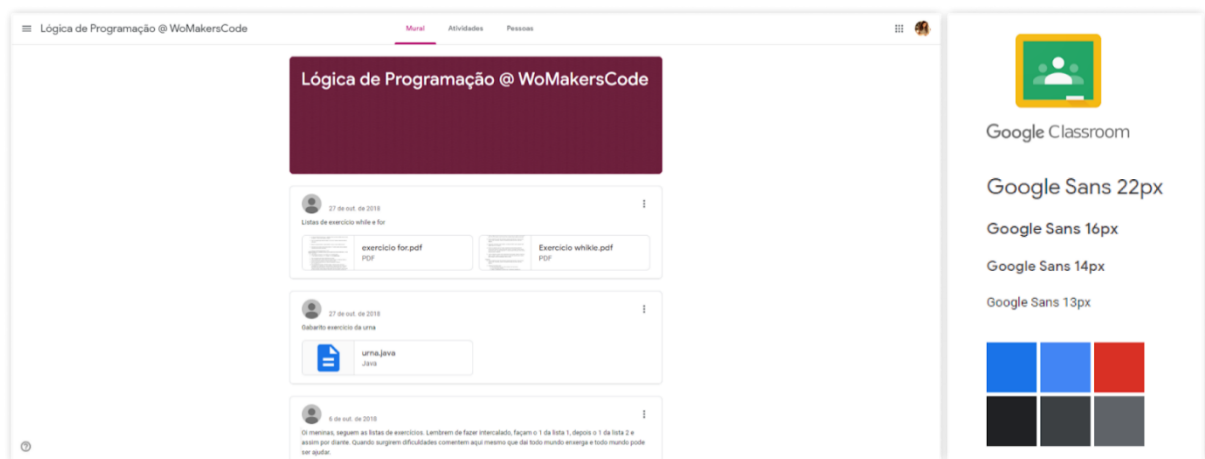 Lógica de Programação @ WoMakersCode
Mural Atividades Pessoas
Lógica de Programação @ WoMakersCode
27 de out. de 2018
Listas de exercício while e for
exercício for.pdf
PDF
Exercício whikle.pdf
PDF
27 de out. de 2018
Gabarito exercício da urna
urna.java
Java
6 de out. de 2018
Oi meninas, seguem as listas de exercícios. Lembrem de fazer intercalado, façam o 1 da lista 1, depois o 1 da lista 2 e
assim por diante. Quando surgirem dificuldades comentem aqui mesmo que daí todo mundo enxerga e todo mundo pode
ser ajudar.
Google Classroom
Google Sans 22px
Google Sans 16px
Google Sans 14px
Google Sans 13px